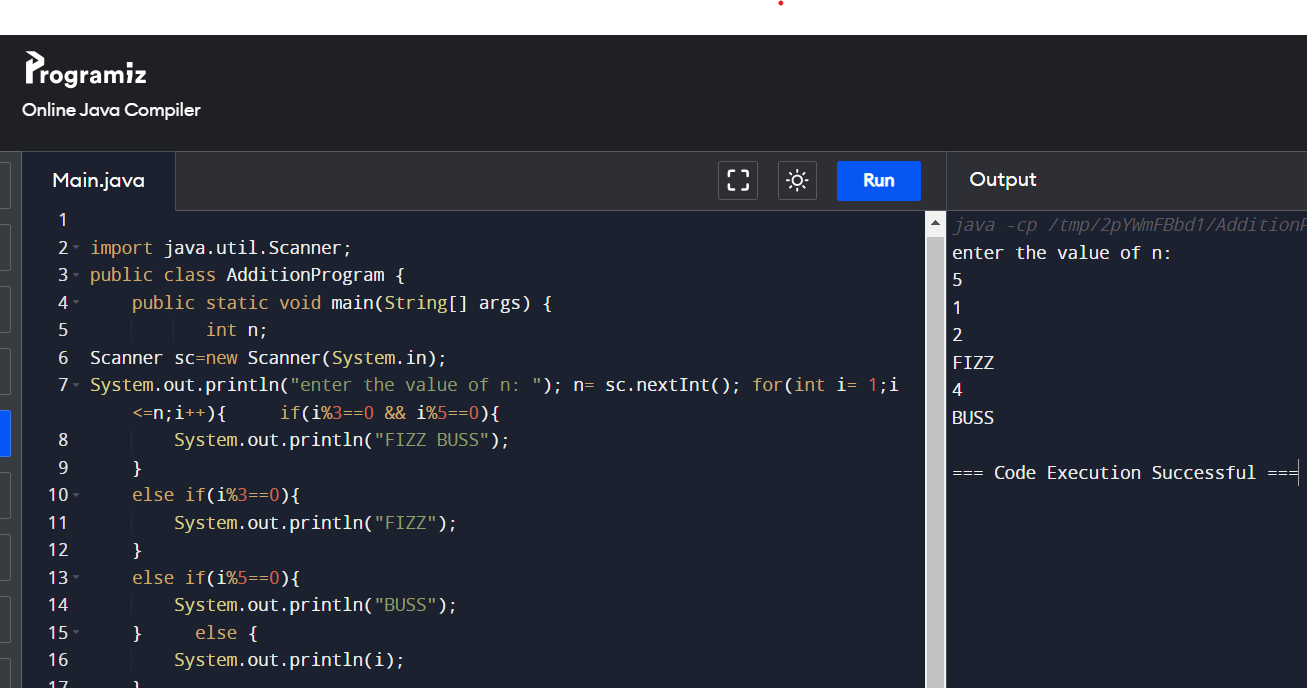 Programiz
Online Java Compiler
Main.java
Run
Output
1
2 import java.util.Scanner;
3 public class AdditionProgram {
4 public static void main(String[] args) {
5 int n;
6 Scanner sc=new Scanner(System.in);
7 System.out.println("enter the value of n: "); n= sc.nextInt(); for(int i= 1;i
<=n;i++){ if(i%3==0 && i%5==0){
8 System.out.println("FIZZ BUSS");
9 }
10 else if(i%3==0){
11 System.out.println("FIZZ");
12 }
13 else if(i%5==0){
14 System.out.println("BUSS");
15 } else {
16 System.out.println(i);
17 }
java -cp /tmp/2pYWmFBbd1/AdditionP
enter the value of n:
5
1
2
FIZZ
4
BUSS
=== Code Execution Successful ===